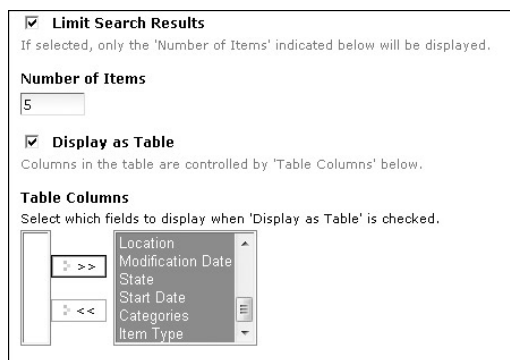 Limit Search Results
If selected, only the 'Number of Items' indicated below will be displayed.
Number of Items
5
Display as Table
Columns in the table are controlled by 'Table Columns' below.
Table Columns
Select which fields to display when 'Display as Table' is checked.
Location
Modification Date
State
Start Date
Categories
Item Type
>>
<<